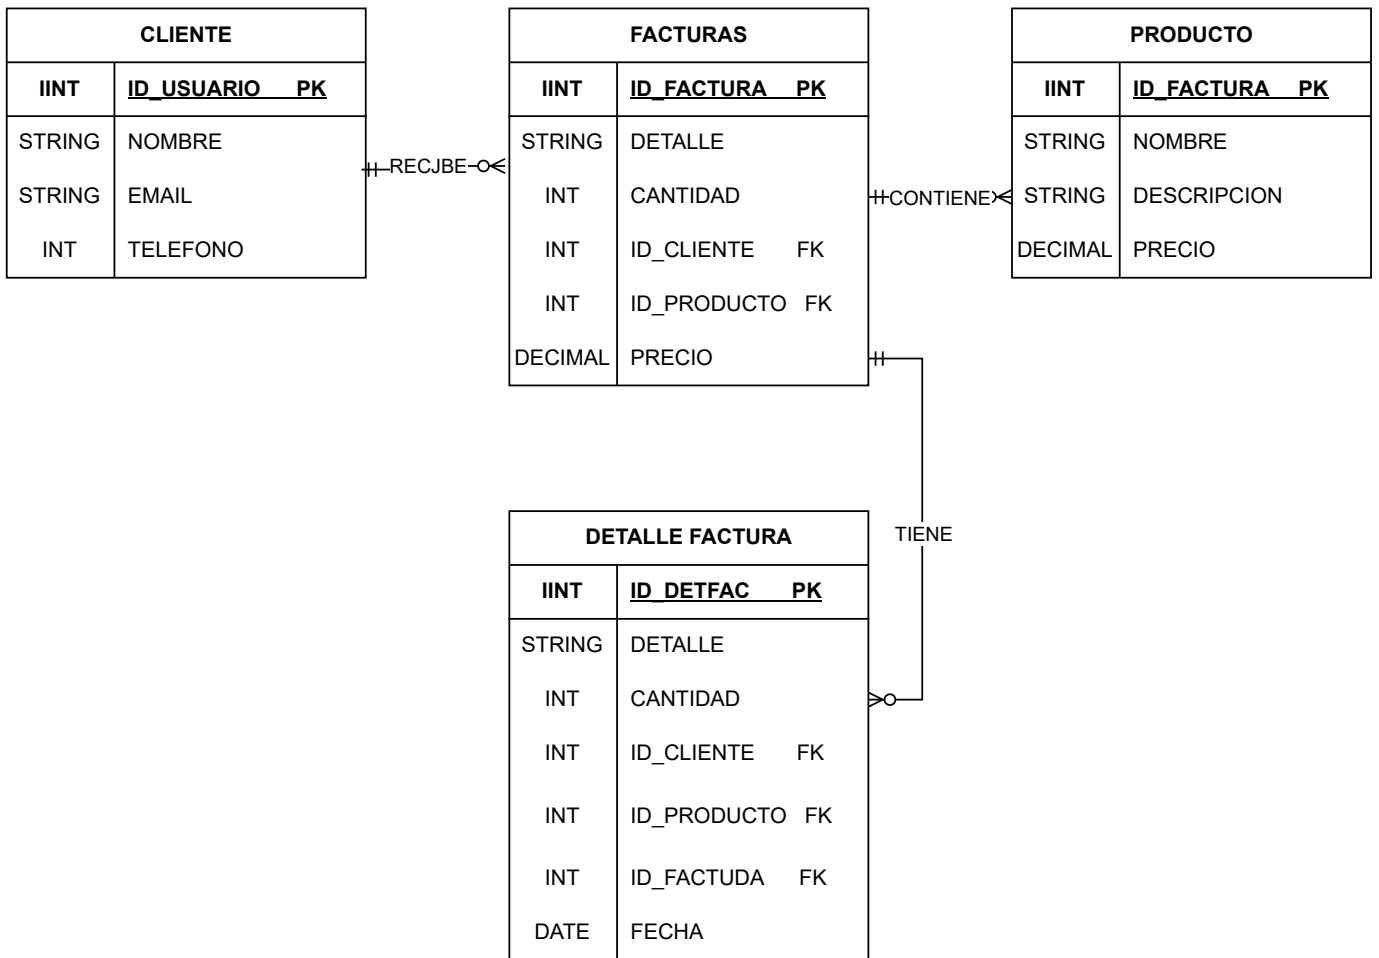 CLIENTE
IINT ID_USUARIO PK
STRING NOMBRE
STRING EMAIL
INT TELEFONO
RECJBE
FACTURAS
IINT ID_FACTURA PK
STRING DETALLE
INT CANTIDAD
INT ID_CLIENTE FK
INT ID_PRODUCTO FK
DECIMAL PRECIO
CONTIENE
PRODUCTO
IINT ID_FACTURA PK
STRING NOMBRE
STRING DESCRIPCION
DECIMAL PRECIO
TIENE
DETALLE FACTURA
IINT ID_DETFAC PK
STRING DETALLE
INT CANTIDAD
INT ID_CLIENTE FK
INT ID_PRODUCTO FK
INT ID_FACTUDA FK
DATE FECHA